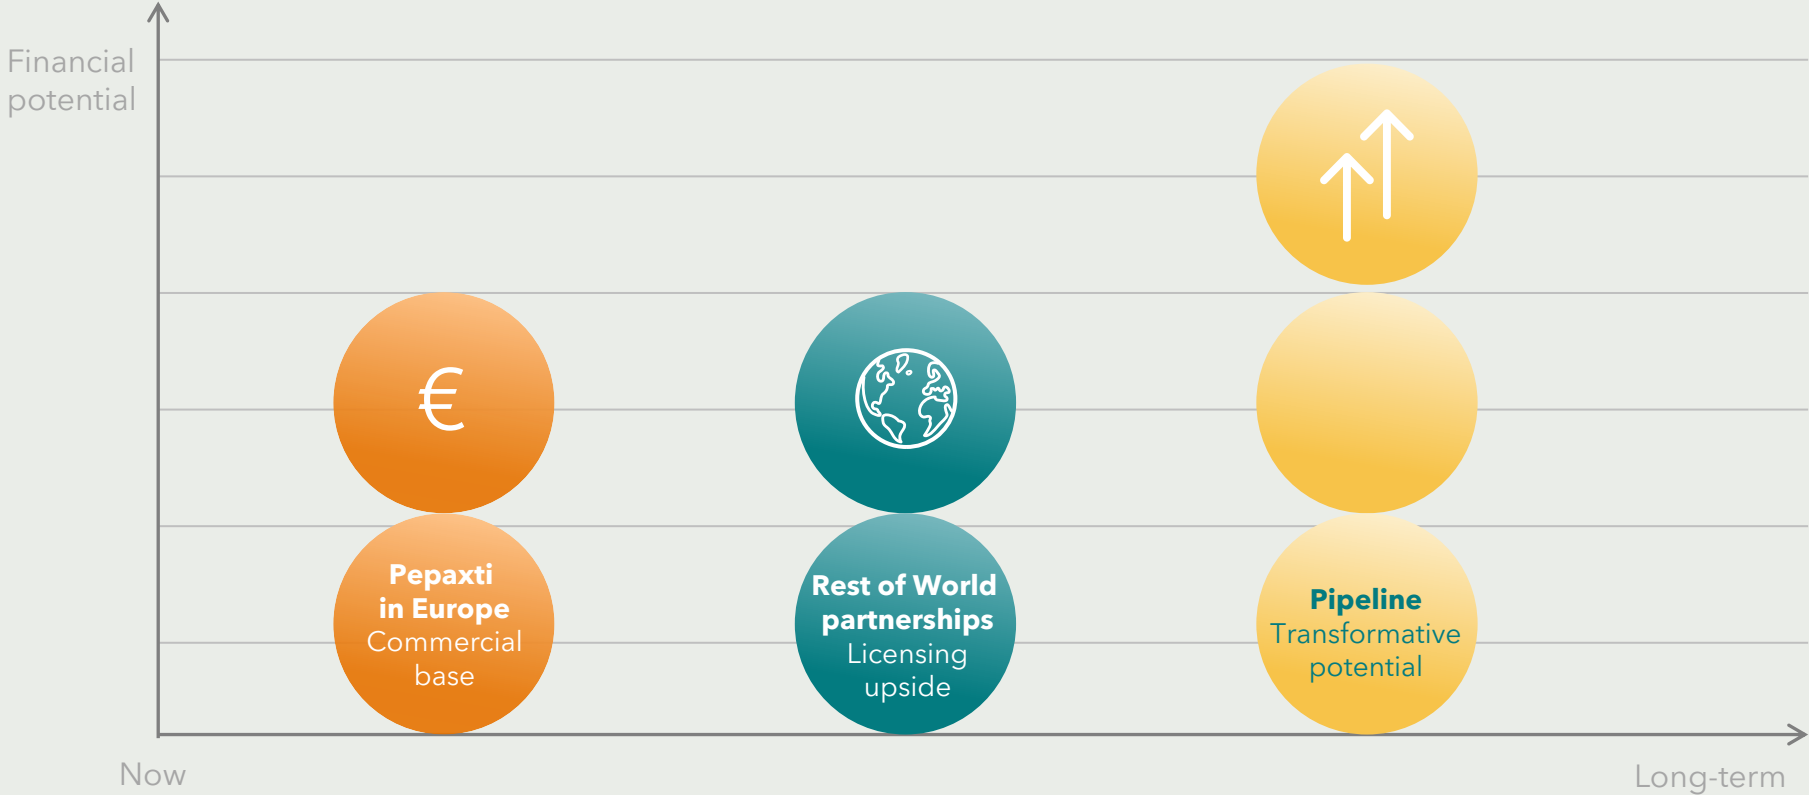 Financial
potential
€
Pepaxti
in Europe
Commercial
base
Rest of World
partnerships
Licensing
upside
Pipeline
Transformative
potential
Now
Long-term